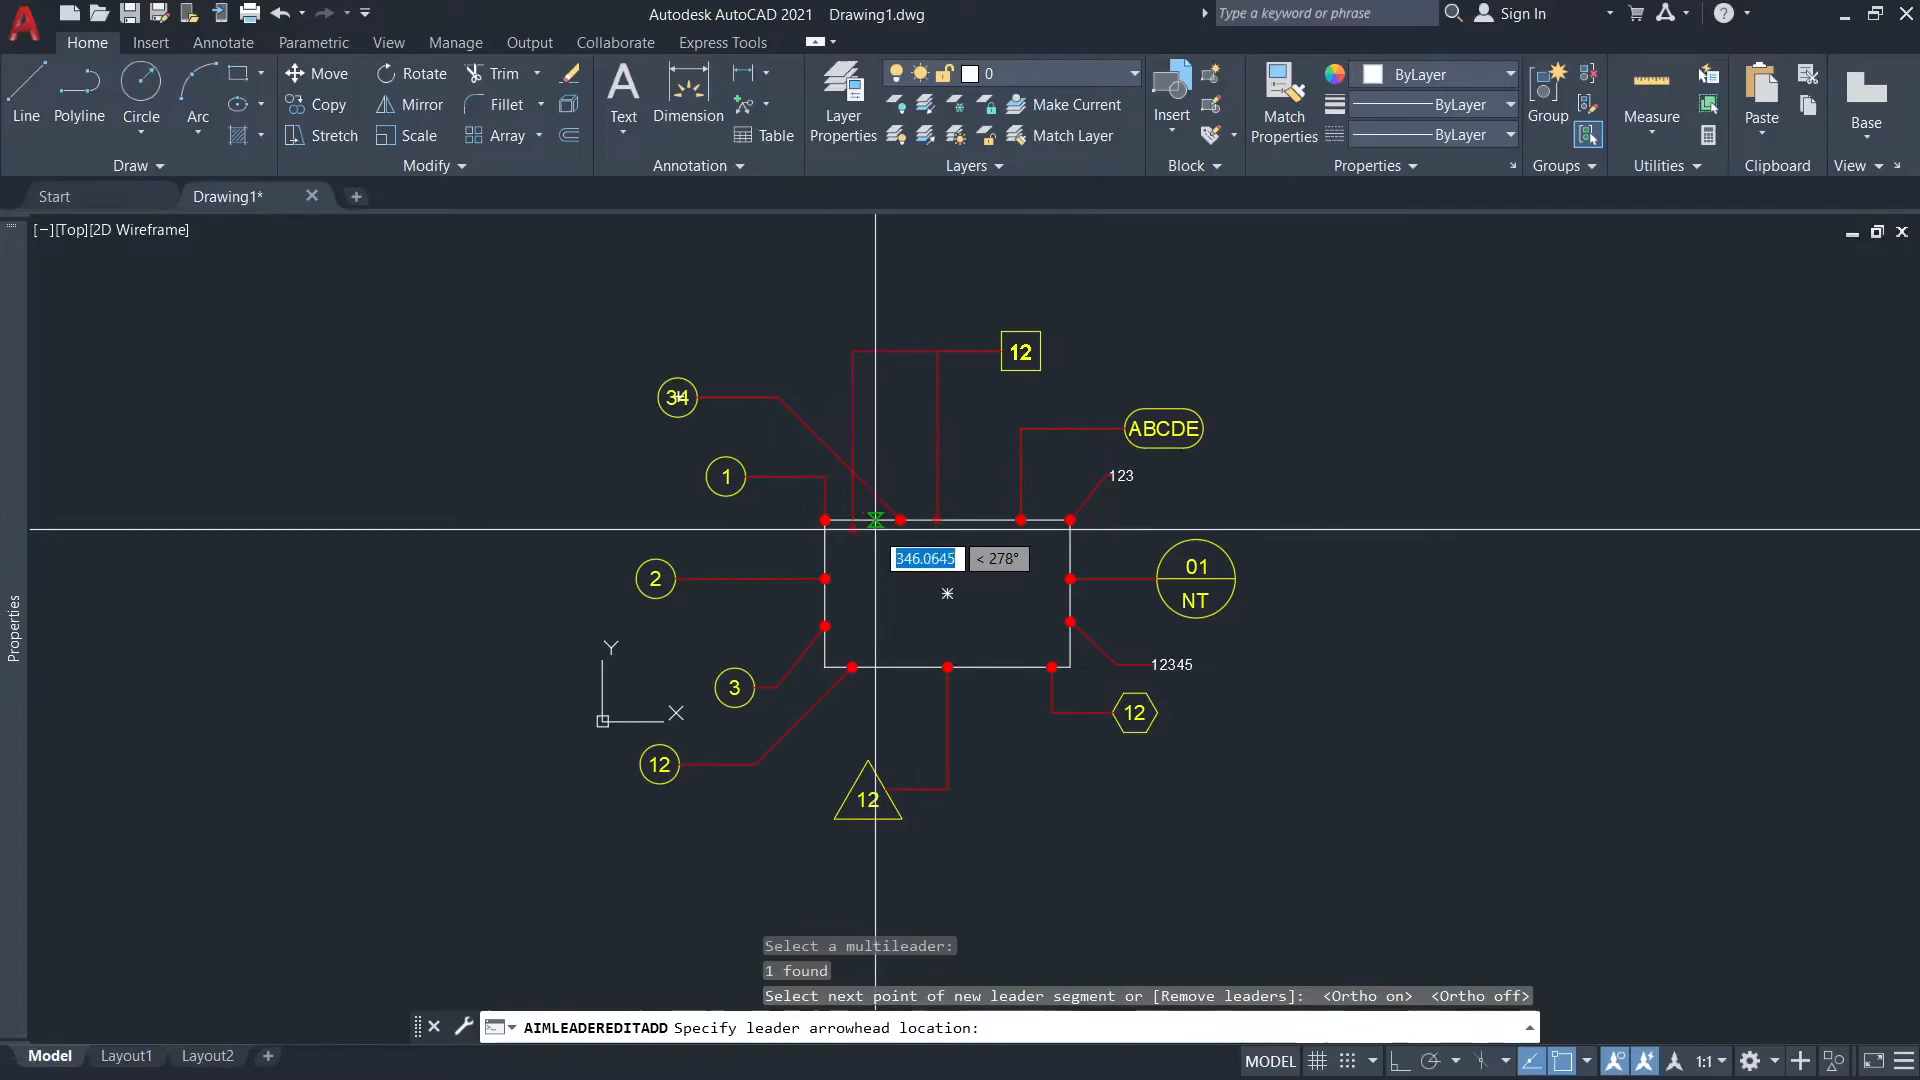 Autodesk AutoCAD 2021 Drawing1.dwg
Type a keyword or phrase
Sign In
Home Insert Annotate Parametric View Manage Output Collaborate Express Tools
Line Polyline Circle Arc
Move Rotate Trim
Copy Mirror Fillet
Stretch Scale Array
Text Dimension Table
Layer Properties
0
Make Current
Match Layer
Insert
Match Properties
ByLayer
ByLayer
ByLayer
Group
Measure
Paste
Base
Draw Modify Annotation Layers Block Properties Groups Utilities Clipboard View
Start Drawing1*
[−][Top][2D Wireframe]
12
34
ABCDE
1
123
346.0645 < 278°
01
NT
2
Properties
Y
X
3
12345
12
12
12
Select a multileader:
1 found
Select next point of new leader segment or [Remove leaders]: <Ortho on> <Ortho off>
AIMLEADEREDITADD Specify leader arrowhead location:
Model Layout1 Layout2
MODEL 1:1